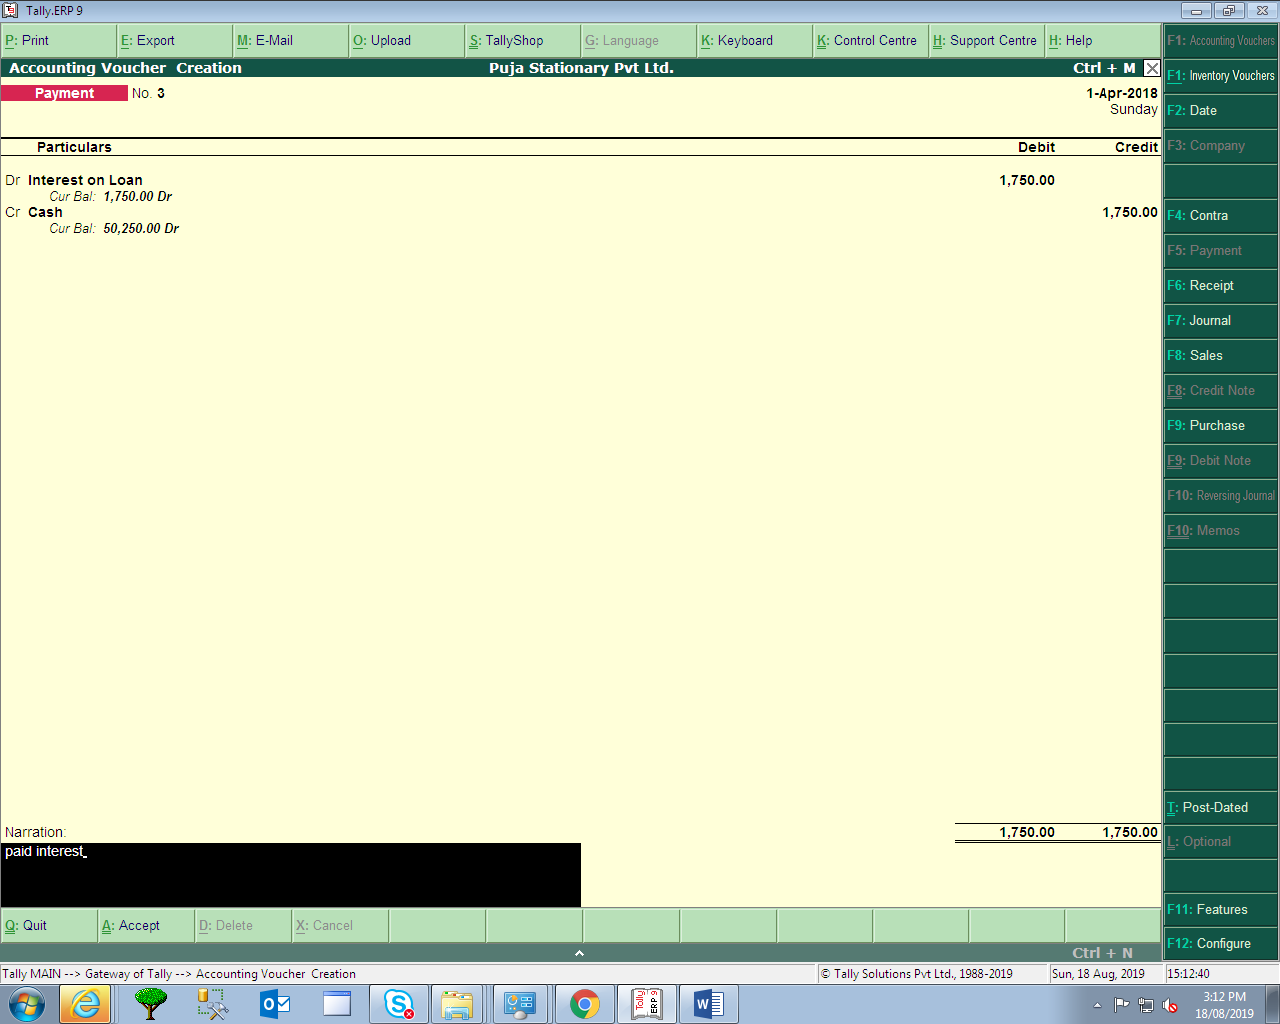 Tally.ERP 9
P: Print E: Export M: E-Mail O: Upload S: TallyShop G: Language K: Keyboard K: Control Centre H: Support Centre H: Help
Accounting Voucher Creation Puja Stationary Pvt Ltd. Ctrl + M
Payment No. 3 1-Apr-2018
Sunday
Particulars Debit Credit
Dr Interest on Loan 1,750.00
Cur Bal: 1,750.00 Dr
Cr Cash 1,750.00
Cur Bal: 50,250.00 Dr
Narration: 1,750.00 1,750.00
paid interest
Q: Quit A: Accept D: Delete X: Cancel
Ctrl + N
F1: Accounting Vouchers
F1: Inventory Vouchers
F2: Date
F3: Company
F4: Contra
F5: Payment
F6: Receipt
F7: Journal
F8: Sales
F8: Credit Note
F9: Purchase
F9: Debit Note
F10: Reversing Journal
F10: Memos
T: Post-Dated
L: Optional
F11: Features
F12: Configure
Tally MAIN --> Gateway of Tally --> Accounting Voucher Creation © Tally Solutions Pvt Ltd., 1988-2019 Sun, 18 Aug, 2019 15:12:40
Tally ERP 9
3:12 PM
18/08/2019